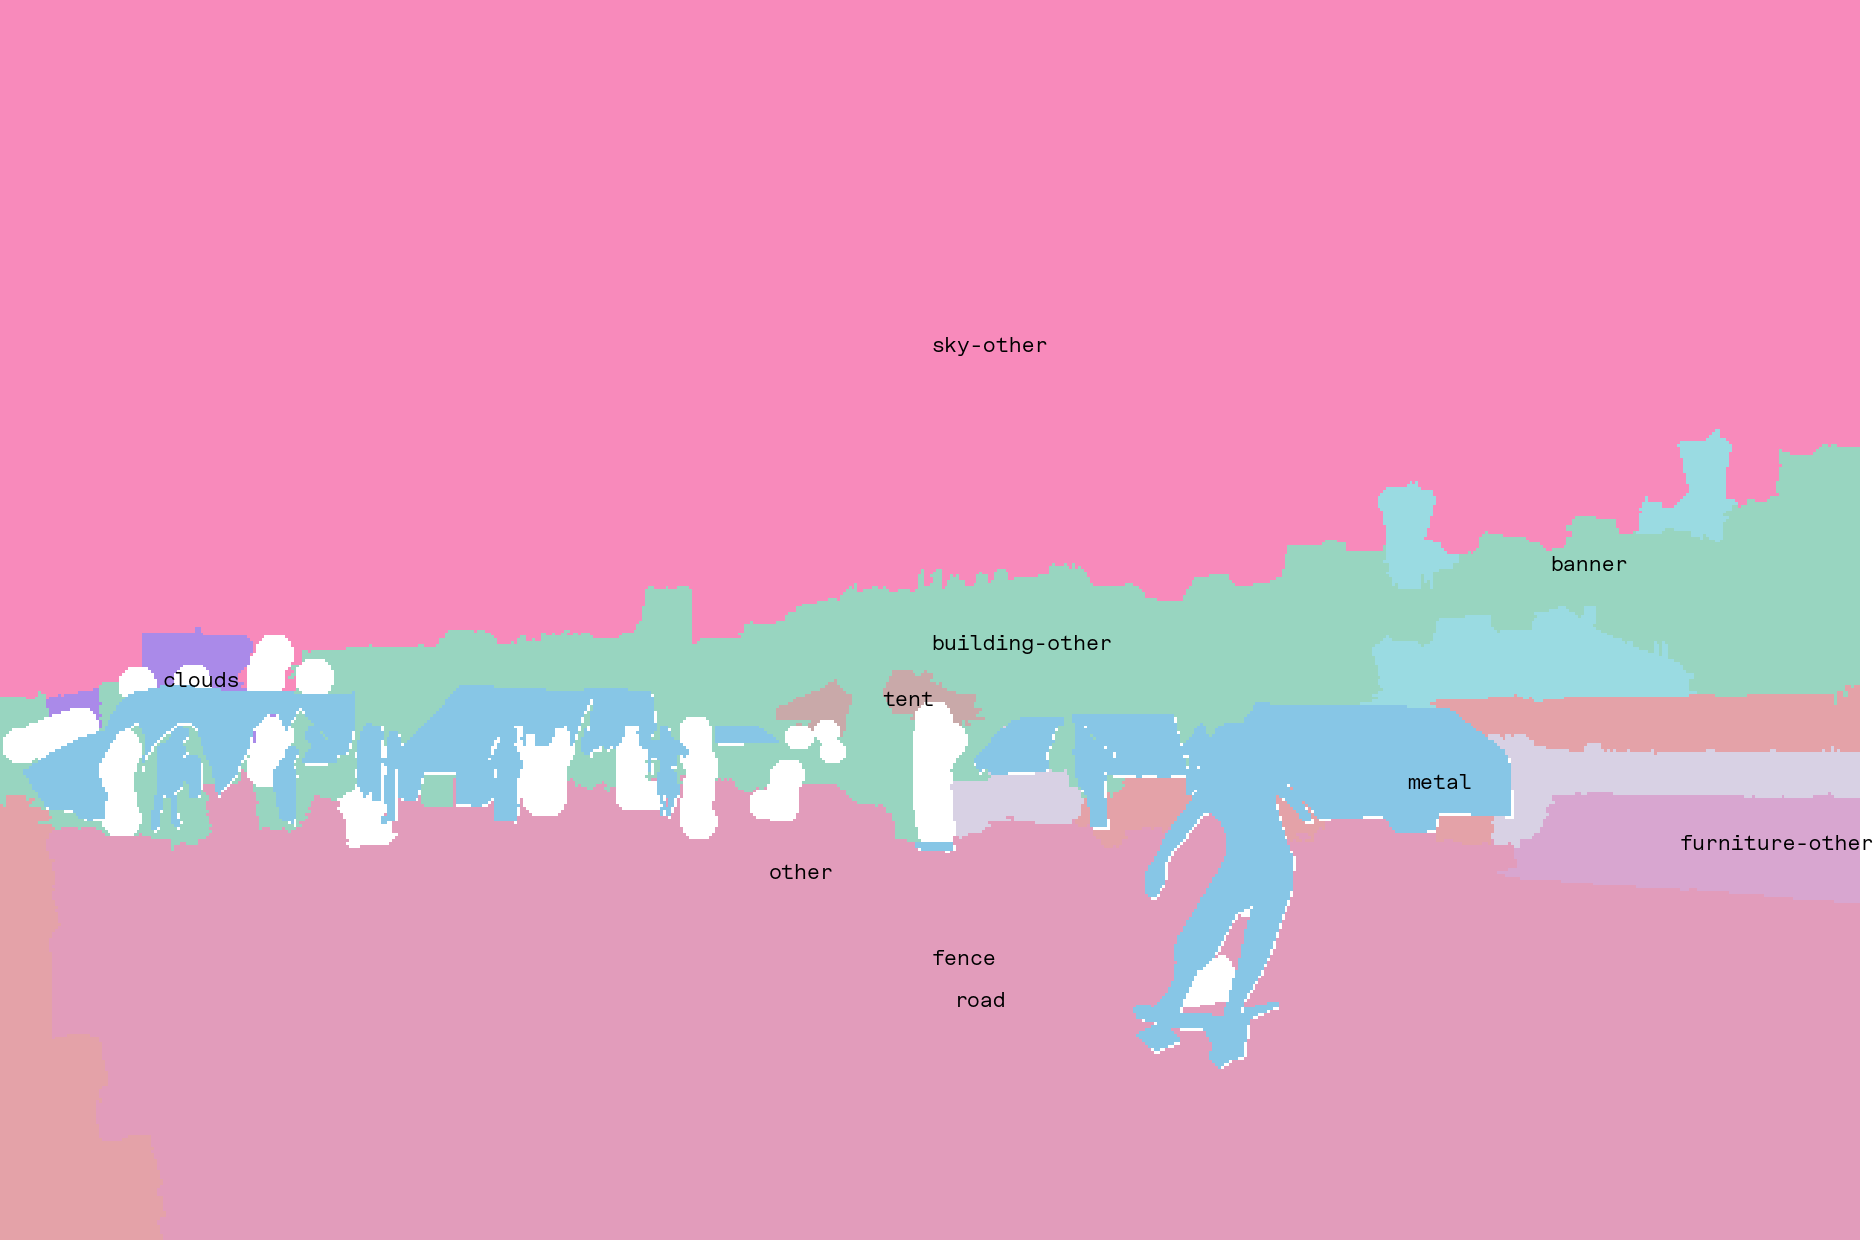 sky-other
banner
building-other
clouds
tent
metal
furniture-other
other
fence
road